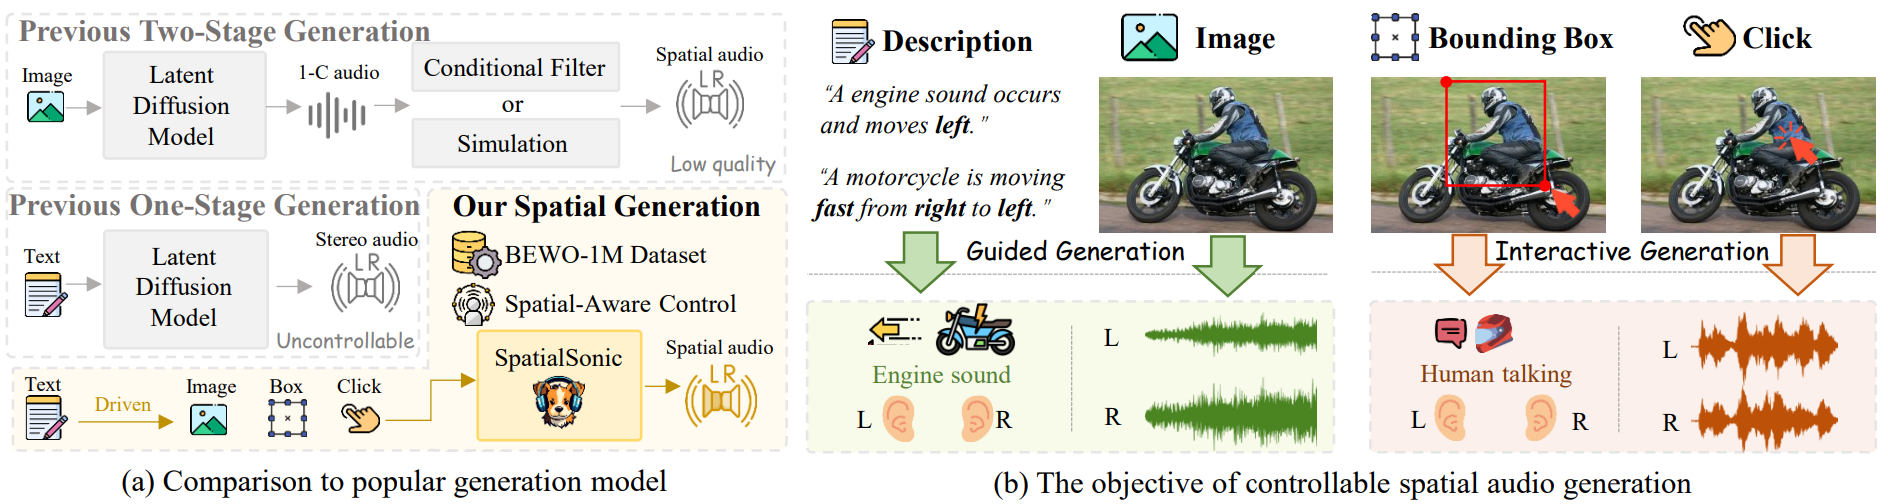 Previous Two-Stage Generation
Image
Latent
Diffusion
Model
1-C audio
Conditional Filter
or
Simulation
Spatial audio
LR
Low quality
Previous One-Stage Generation
Text
Latent
Diffusion
Model
Stereo audio
LR
Uncontrollable
Our Spatial Generation
BEWO-1M Dataset
Spatial-Aware Control
SpatialSonic
Spatial audio
LR
Text
Driven
Image
Box
Click
(a) Comparison to popular generation model
Description
Image
Bounding Box
Click
“A engine sound occurs
and moves left.”
“A motorcycle is moving
fast from right to left.”
Guided Generation
Interactive Generation
Engine sound
L
R
L
R
Human talking
L
R
L
R
(b) The objective of controllable spatial audio generation